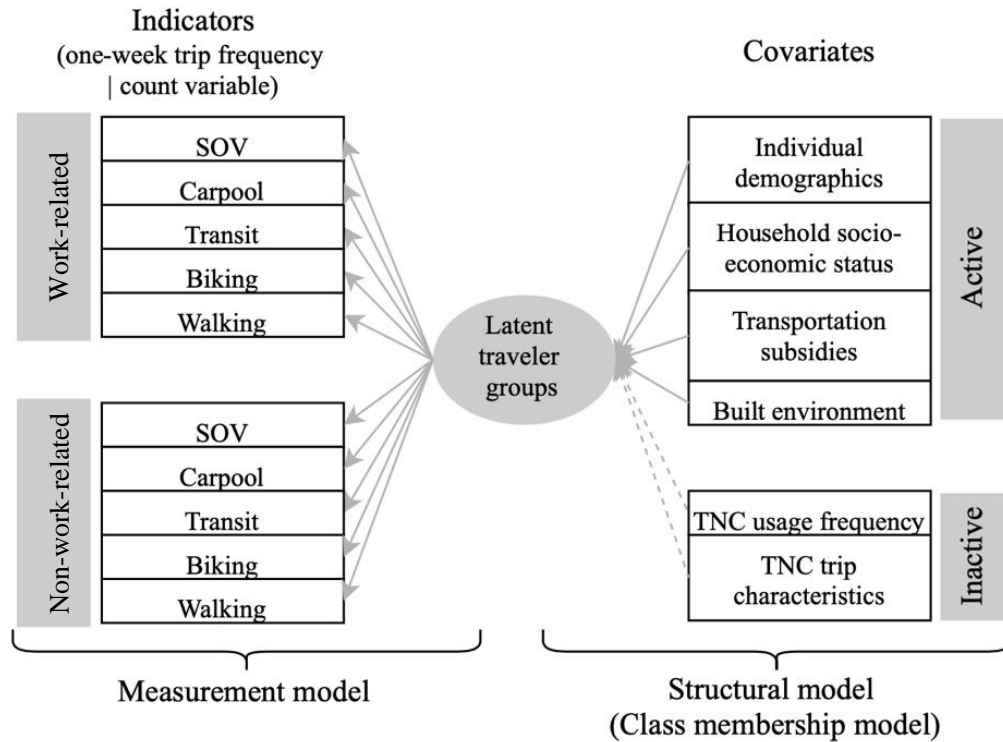 Indicators
(one-week trip frequency
| count variable)
Work-related
SOV
Carpool
Transit
Biking
Walking
Non-work-related
SOV
Carpool
Transit
Biking
Walking
Measurement model
Latent
traveler
groups
Covariates
Individual
demographics
Household socio-
economic status
Transportation
subsidies
Built environment
Active
TNC usage frequency
TNC trip
characteristics
Inactive
Structural model
(Class membership model)